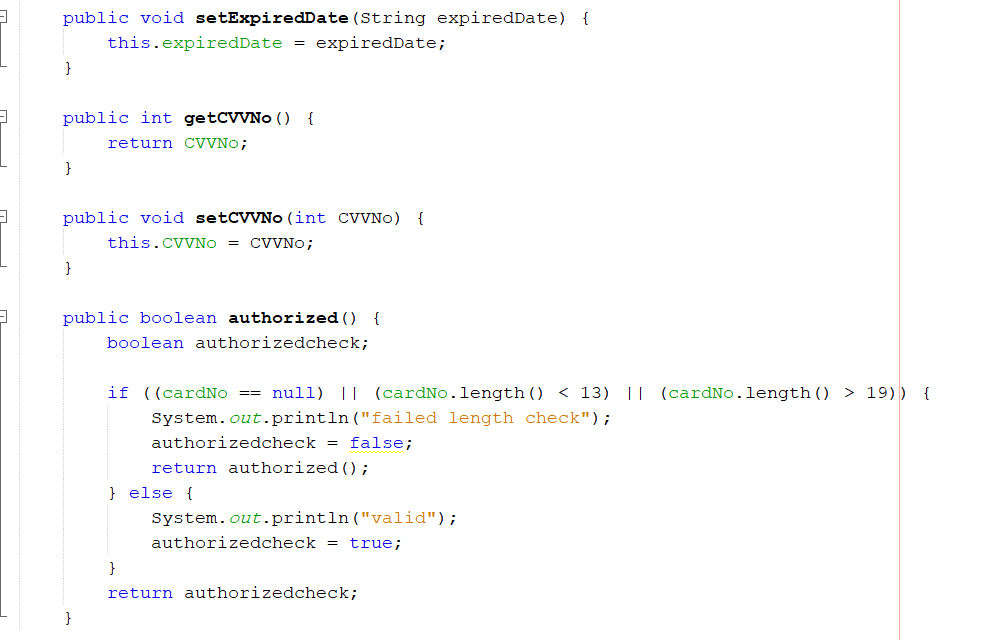 public void setExpiredDate(String expiredDate) {
this.expiredDate = expiredDate;
}
public int getCVVNo() {
return CVVNo;
}
public void setCVVNo(int CVVNo) {
this.CVVNo = CVVNo;
}
public boolean authorized() {
boolean authorizedcheck;
if ((cardNo == null) || (cardNo.length() < 13) || (cardNo.length() > 19)) {
System.out.println("failed length check");
authorizedcheck = false;
return authorized();
} else {
System.out.println("valid");
authorizedcheck = true;
}
return authorizedcheck;
}